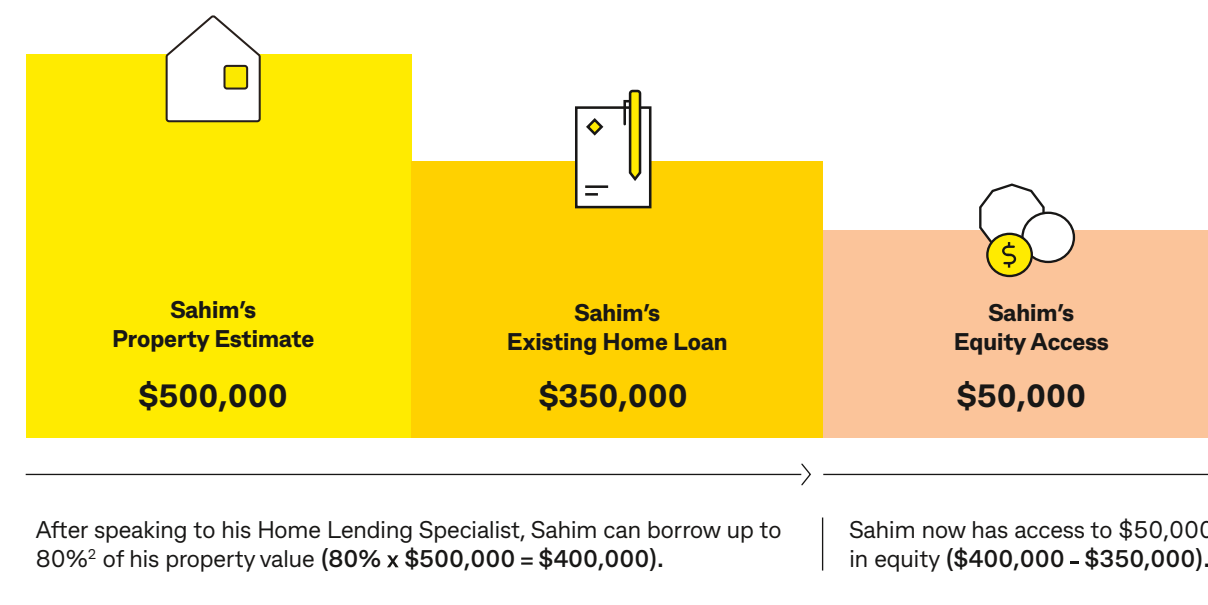 Sahim’s
Property Estimate
$500,000
Sahim’s
Existing Home Loan
$350,000
Sahim’s
Equity Access
$50,000
$
After speaking to his Home Lending Specialist, Sahim can borrow up to
80%² of his property value (80% x $500,000 = $400,000).
Sahim now has access to $50,000
in equity ($400,000 - $350,000).